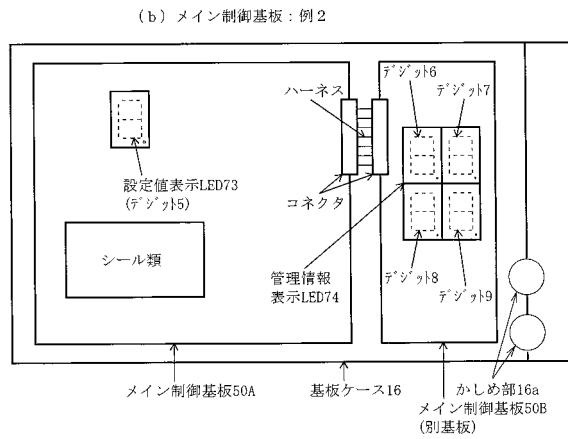 (b)メイン制御基板:例2
デジット6
デジット7
ハーネス
設定値表示LED73
(デジット5)
コネクタ
シール類
管理情報
表示LED74
デジット8
デジット9
メイン制御基板50A
基板ケース16
かしめ部16a
メイン制御基板50B
(別基板)